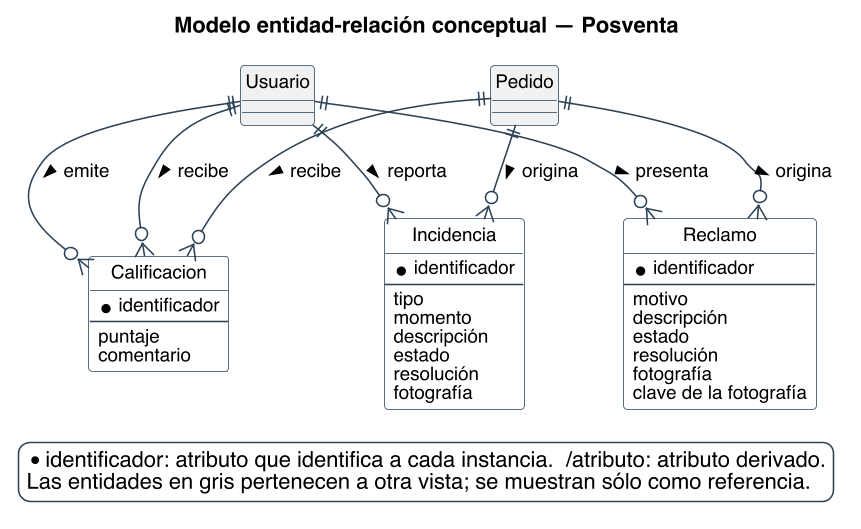 Modelo entidad-relación conceptual — Posventa
Usuario
Pedido
emite
recibe
recibe
reporta
origina
presenta
origina
Calificacion
● identificador
puntaje
comentario
Incidencia
● identificador
tipo
momento
descripción
estado
resolución
fotografía
Reclamo
● identificador
motivo
descripción
estado
resolución
fotografía
clave de la fotografía
● identificador: atributo que identifica a cada instancia.  /atributo: atributo derivado.
Las entidades en gris pertenecen a otra vista; se muestran sólo como referencia.